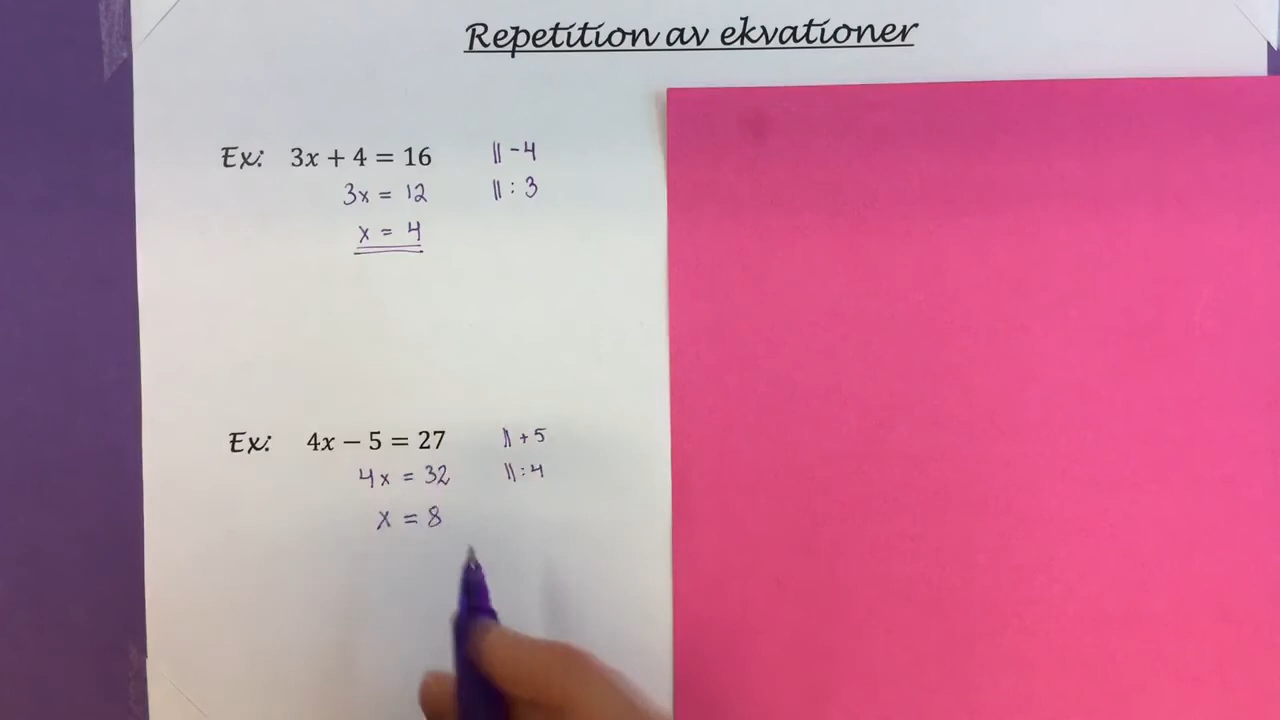 Repetition av ekvationer
Ex: 3x + 4 = 16 || - 4
3x = 12 || : 3
x = 4
Ex: 4x − 5 = 27 || + 5
4x = 32 || : 4
x = 8